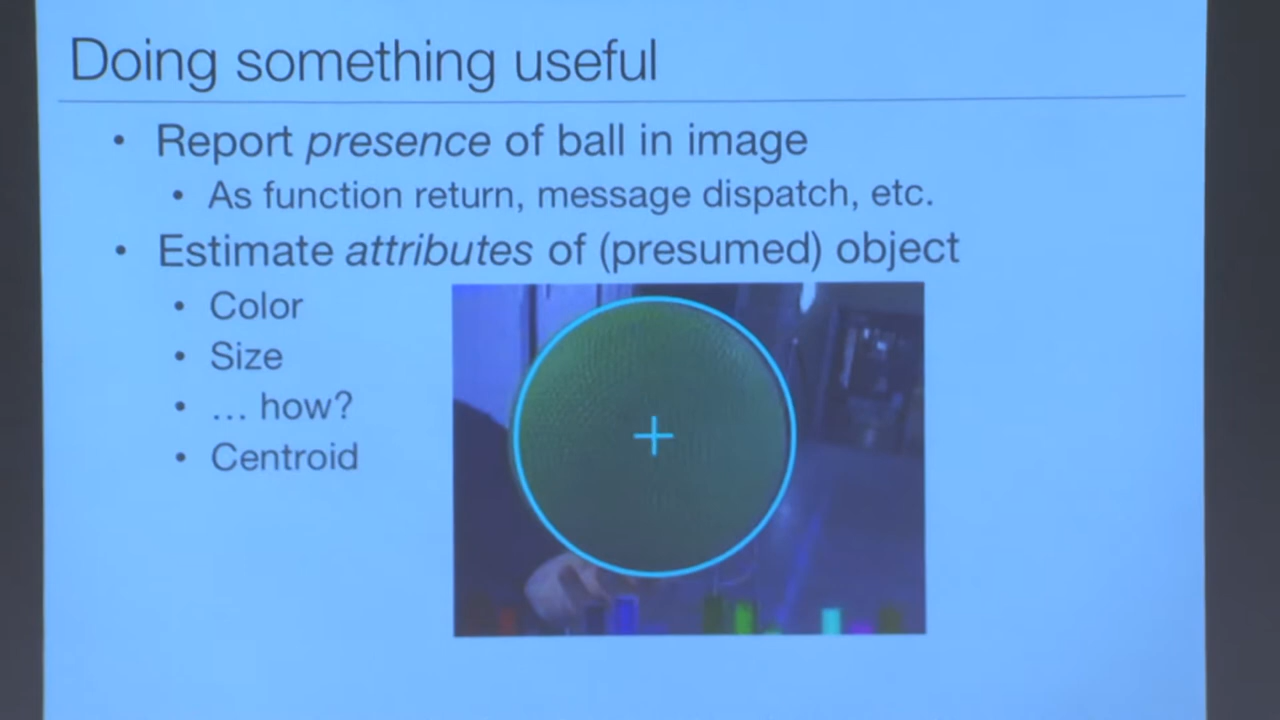 Doing something useful
• Report presence of ball in image
• As function return, message dispatch, etc.
• Estimate attributes of (presumed) object
• Color
• Size
• … how?
• Centroid